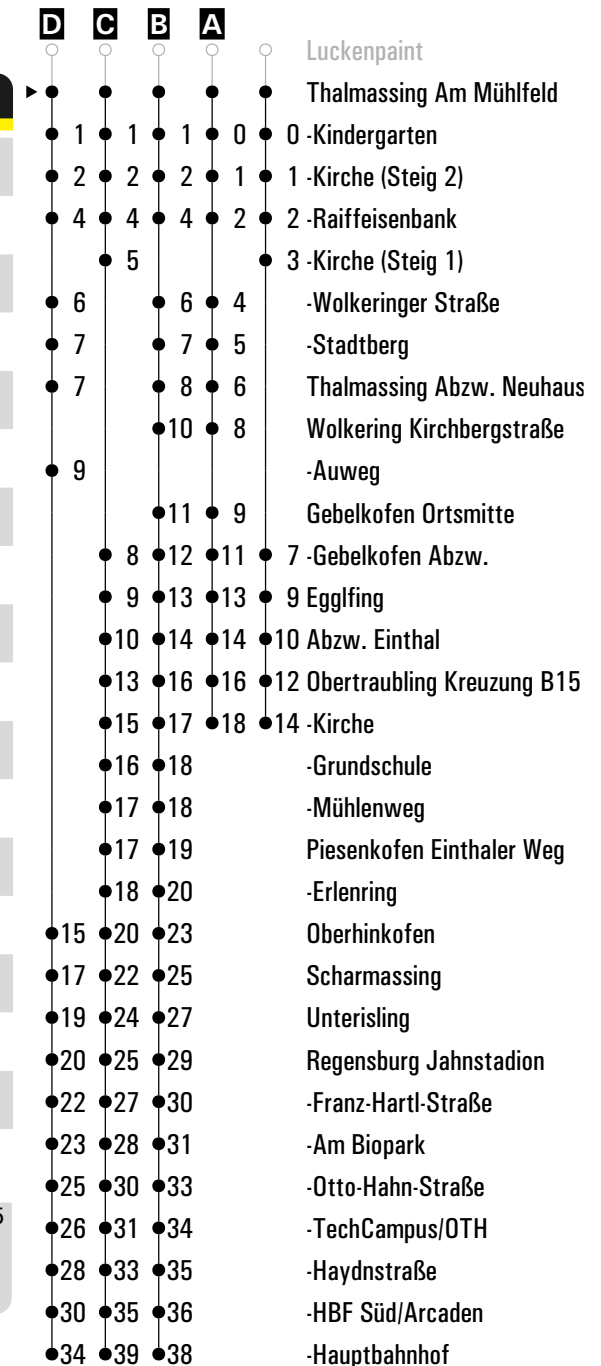 D C B A
Luckenpaint
Thalmassing Am Mühlfeld
1 1 1 0 0 -Kindergarten
2 2 2 1 1 -Kirche (Steig 2)
4 4 4 2 2 -Raiffeisenbank
5 3 -Kirche (Steig 1)
6 6 4 -Wolkeringer Straße
7 7 5 -Stadtberg
7 8 6 Thalmassing Abzw. Neuhaus
10 8 Wolkering Kirchbergstraße
9 -Auweg
11 9 Gebelkofen Ortsmitte
8 12 11 7 -Gebelkofen Abzw.
9 13 13 9 Egglfing
10 14 14 10 Abzw. Einthal
13 16 16 12 Obertraubling Kreuzung B15
15 17 18 14 -Kirche
16 18 -Grundschule
17 18 -Mühlenweg
17 19 Piesenkofen Einthaler Weg
18 20 -Erlenring
15 20 23 Oberhinkofen
17 22 25 Scharmassing
19 24 27 Unterisling
20 25 29 Regensburg Jahnstadion
22 27 30 -Franz-Hartl-Straße
23 28 31 -Am Biopark
25 30 33 -Otto-Hahn-Straße
26 31 34 -TechCampus/OTH
28 33 35 -Haydnstraße
30 35 36 -HBF Süd/Arcaden
34 39 38 -Hauptbahnhof